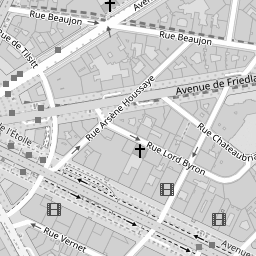 Rue Beaujon
Rue Beaujon
Rue de Tilsitt
Avenue de Friedla
Rue Arsène Houssaye
l'Étoile
Rue Lord Byron
Rue Chateaubria
Rue Vernet
Avenue